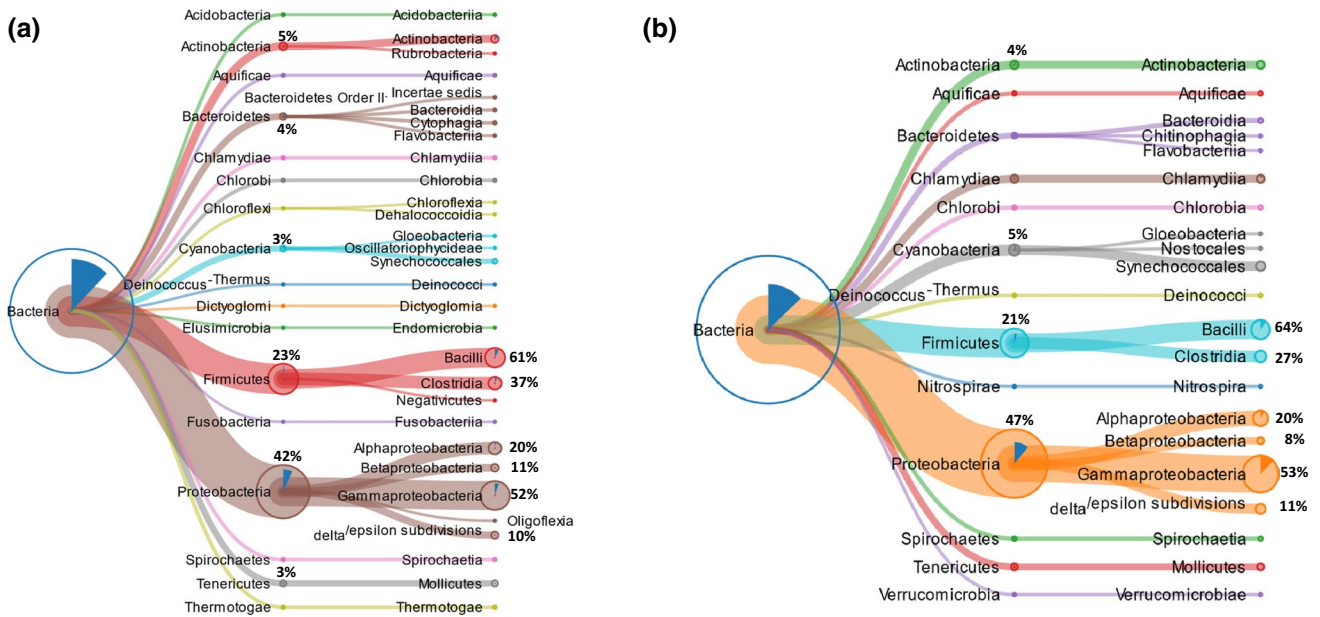 (a)
Acidobacteria Acidobacteriia
Actinobacteria 5% Actinobacteria
Rubrobacteria
Aquificae Aquificae
Bacteroidetes Order II. Incertae sedis
Bacteroidetes 4% Bacteroidia
Cytophagia
Flavobacteriia
Chlamydiae Chlamydiia
Chlorobi Chlorobia
Chloroflexi Chloroflexia
Dehalococcoidia
Cyanobacteria 3% Gloeobacteria
Oscillatoriophycideae
Synechococcales
Deinococcus-Thermus Deinococci
Dictyoglomi Dictyoglomia
Elusimicrobia Endomicrobia
Bacteria
Firmicutes 23% Bacilli 61%
Clostridia 37%
Negativicutes
Fusobacteria Fusobacteriia
Proteobacteria 42% Alphaproteobacteria 20%
Betaproteobacteria 11%
Gammaproteobacteria 52%
Oligoflexia
delta/epsilon subdivisions 10%
Spirochaetes Spirochaetia
Tenericutes 3% Mollicutes
Thermotogae Thermotogae
(b)
Actinobacteria 4% Actinobacteria
Aquificae Aquificae
Bacteroidetes Bacteroidia
Chitinophagia
Flavobacteriia
Chlamydiae Chlamydiia
Chlorobi Chlorobia
Cyanobacteria 5% Gloeobacteria
Nostocales
Synechococcales
Deinococcus-Thermus Deinococci
Bacteria
Firmicutes 21% Bacilli 64%
Clostridia 27%
Nitrospirae Nitrospira
Proteobacteria 47% Alphaproteobacteria 20%
Betaproteobacteria 8%
Gammaproteobacteria 53%
delta/epsilon subdivisions 11%
Spirochaetes Spirochaetia
Tenericutes Mollicutes
Verrucomicrobia Verrucomicrobiae